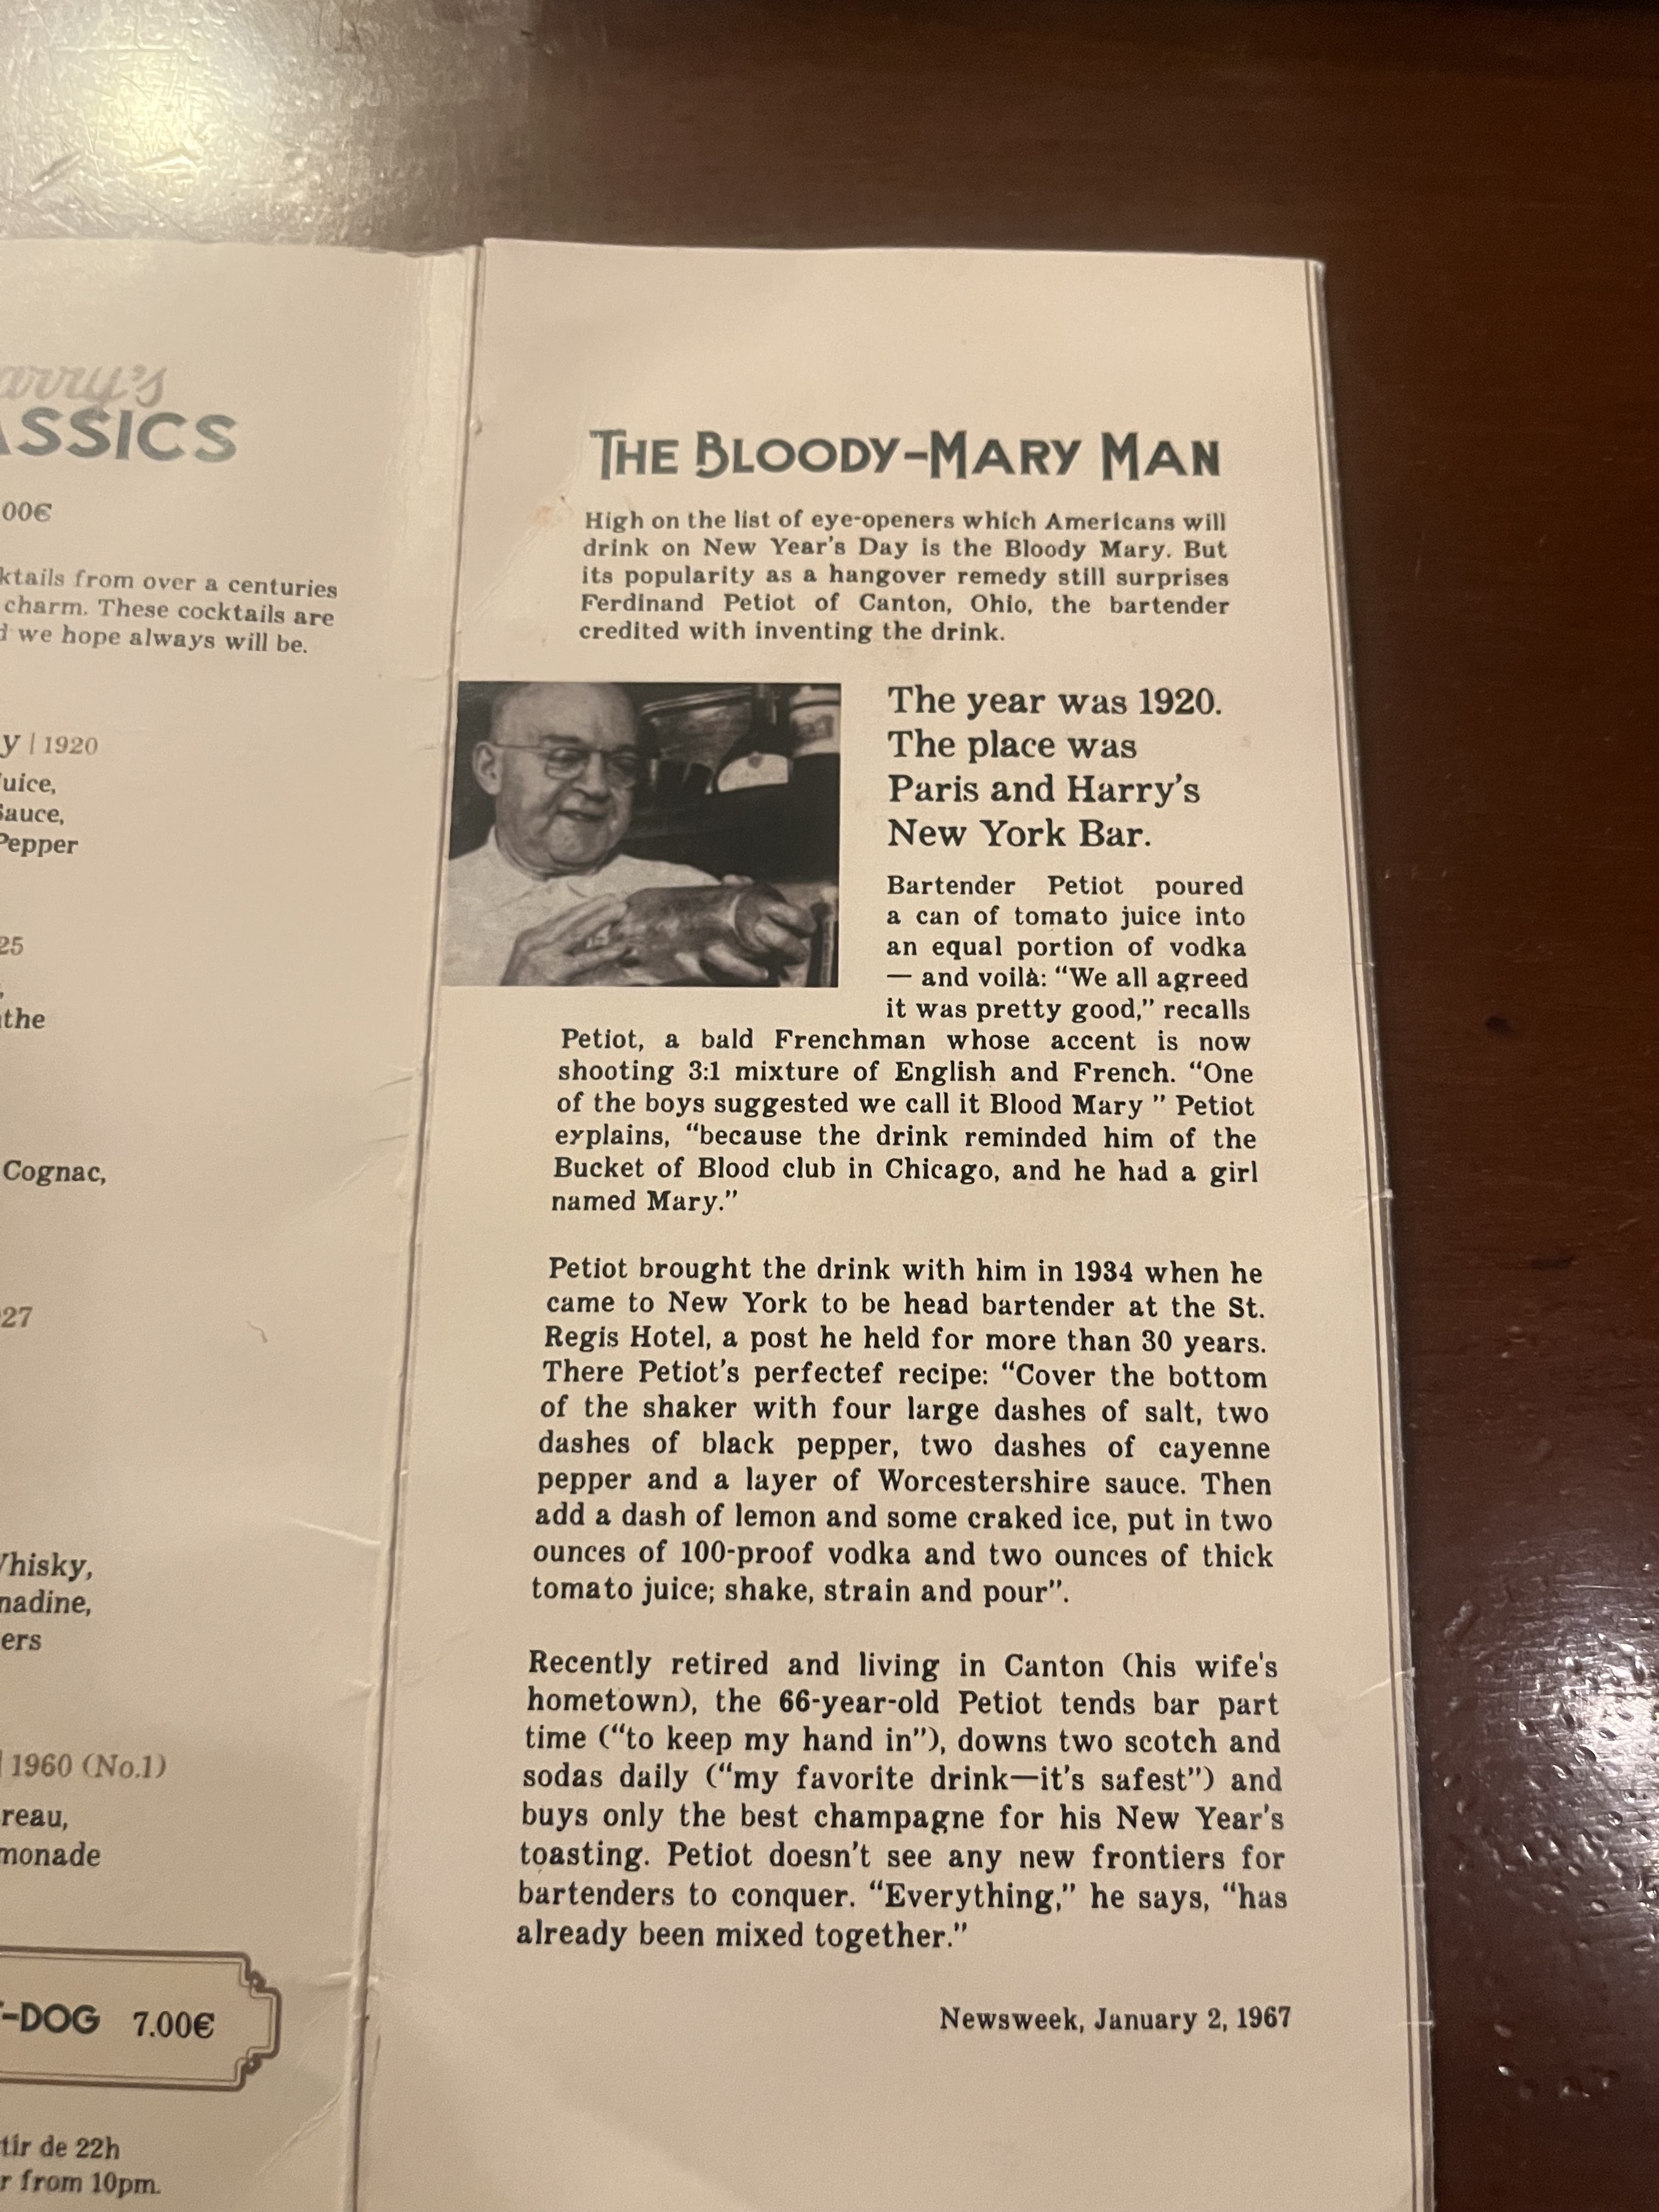 arry's
ASSICS
00€
ktails from over a centuries
charm. These cocktails are
d we hope always will be.
y | 1920
uice,
Sauce,
Pepper
25
the
Cognac,
927
Whisky,
nadine,
ers
| 1960 (No.1)
reau,
monade
-DOG 7.00€
tir de 22h
r from 10pm.
THE BLOODY-MARY MAN
High on the list of eye-openers which Americans will
drink on New Year's Day is the Bloody Mary. But
its popularity as a hangover remedy still surprises
Ferdinand Petiot of Canton, Ohio, the bartender
credited with inventing the drink.
The year was 1920.
The place was
Paris and Harry's
New York Bar.
Bartender Petiot poured
a can of tomato juice into
an equal portion of vodka
— and voilà: “We all agreed
it was pretty good,” recalls
Petiot, a bald Frenchman whose accent is now
shooting 3:1 mixture of English and French. “One
of the boys suggested we call it Blood Mary ” Petiot
explains, “because the drink reminded him of the
Bucket of Blood club in Chicago, and he had a girl
named Mary.”
Petiot brought the drink with him in 1934 when he
came to New York to be head bartender at the St.
Regis Hotel, a post he held for more than 30 years.
There Petiot's perfectef recipe: “Cover the bottom
of the shaker with four large dashes of salt, two
dashes of black pepper, two dashes of cayenne
pepper and a layer of Worcestershire sauce. Then
add a dash of lemon and some craked ice, put in two
ounces of 100-proof vodka and two ounces of thick
tomato juice; shake, strain and pour”.
Recently retired and living in Canton (his wife's
hometown), the 66-year-old Petiot tends bar part
time (“to keep my hand in”), downs two scotch and
sodas daily (“my favorite drink—it's safest”) and
buys only the best champagne for his New Year's
toasting. Petiot doesn't see any new frontiers for
bartenders to conquer. “Everything,” he says, “has
already been mixed together.”
Newsweek, January 2, 1967